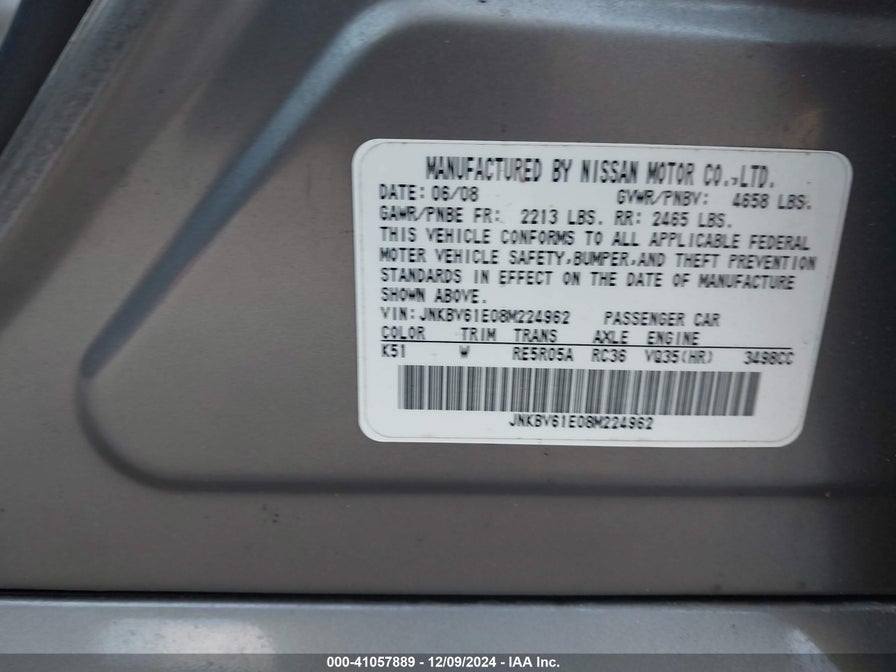 MANUFACTURED BY NISSAN MOTOR CO.,LTD.
DATE: 06/08 GVWR/PNBV: 4658 LBS.
GAWR/PNBE FR: 2213 LBS. RR: 2465 LBS.
THIS VEHICLE CONFORMS TO ALL APPLICABLE FEDERAL
MOTER VEHICLE SAFETY,BUMPER,AND THEFT PREVENTION
STANDARDS IN EFFECT ON THE DATE OF MANUFACTURE
SHOWN ABOVE.
VIN:JNKBV61E08M224962 PASSENGER CAR
COLOR TRIM TRANS AXLE ENGINE
K51 W RE5R05A RC36 VQ35(HR) 3498CC
JNKBV61E08M224962
000-41057889 – 12/09/2024 – IAA Inc.